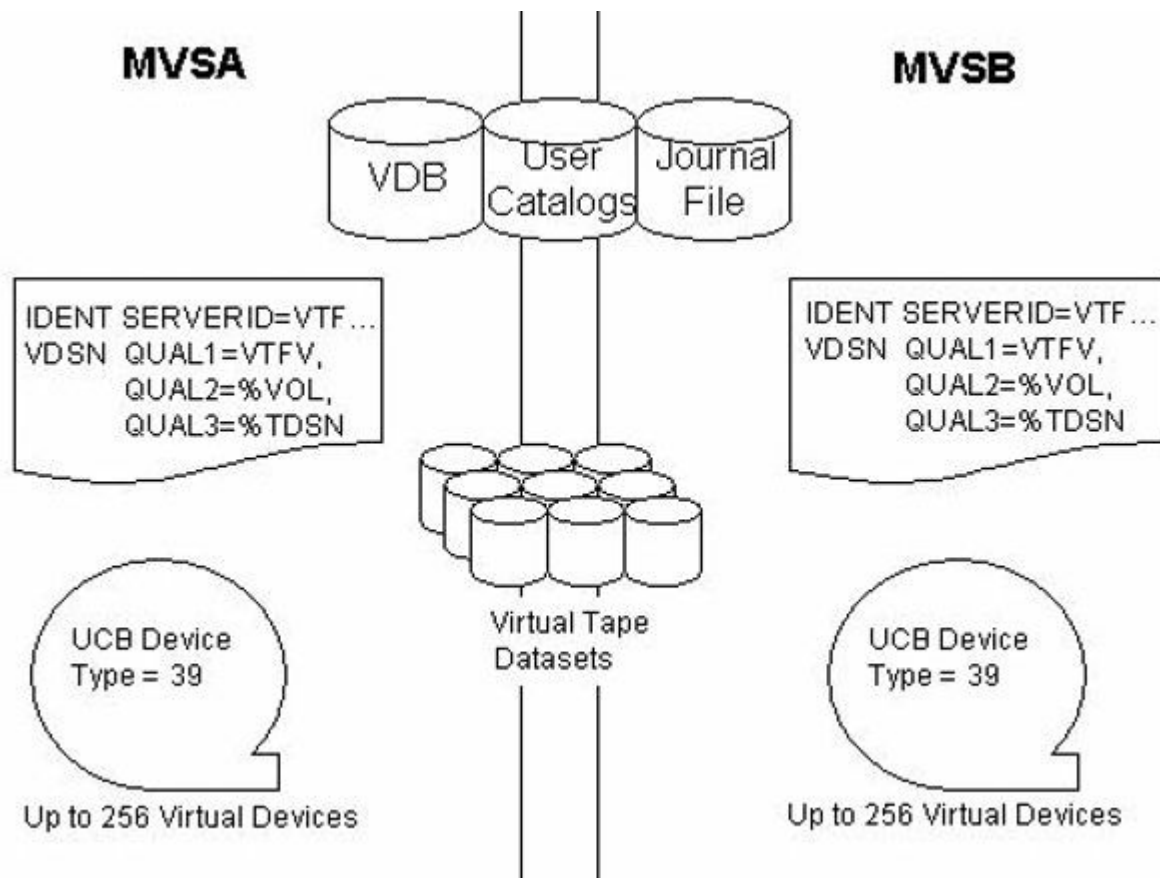 MVSA
MVSB
VDB
User
Catalogs
Journal
File
IDENT SERVERID=VTF...
VDSN QUAL1=VTFV,
QUAL2=%VOL,
QUAL3=%TDSN
IDENT SERVERID=VTF...
VDSN QUAL1=VTFV,
QUAL2=%VOL,
QUAL3=%TDSN
Virtual Tape
Datasets
UCB Device
Type = 39
Up to 256 Virtual Devices
UCB Device
Type = 39
Up to 256 Virtual Devices